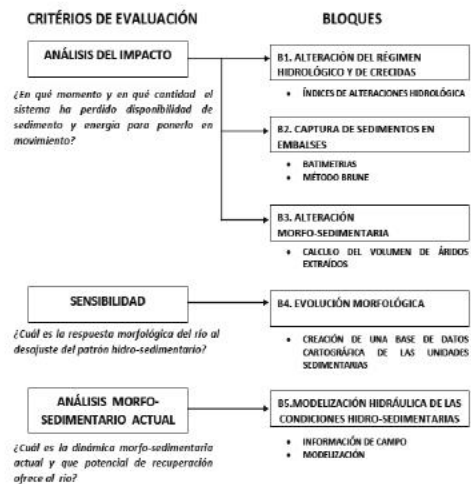 CRITÉRIOS DE EVALUACIÓN
BLOQUES
ANÁLISIS DEL IMPACTO
¿En qué momento y en qué cantidad el
sistema ha perdido disponibilidad de
sedimento y energía para ponerlo en
movimiento?
B1. ALTERACIÓN DEL RÉGIMEN
HIDROLÓGICO Y DE CRECIDAS
• ÍNDICES DE ALTERACIONES HIDROLÓGICA
B2. CAPTURA DE SEDIMENTOS EN
EMBALSES
• BATIMETRIAS
• MÉTODO BRUNE
B3. ALTERACIÓN
MORFO-SEDIMENTARIA
• CALCULO DEL VOLUMEN DE ÁRIDOS
EXTRAÍDOS
SENSIBILIDAD
¿Cuál es la respuesta morfológica del río al
desajuste del patrón hidro-sedimentario?
B4. EVOLUCIÓN MORFOLÓGICA
• CREACIÓN DE UNA BASE DE DATOS
CARTOGRÁFICA DE LAS UNIDADES
SEDIMENTARIAS
ANÁLISIS MORFO-
SEDIMENTARIO ACTUAL
¿Cuál es la dinámica morfo-sedimentaria
actual y que potencial de recuperación
ofrece el río?
B5.MODELIZACIÓN HIDRÁULICA DE LAS
CONDICIONES HIDRO-SEDIMENTARIAS
• INFORMACIÓN DE CAMPO
• MODELIZACIÓN